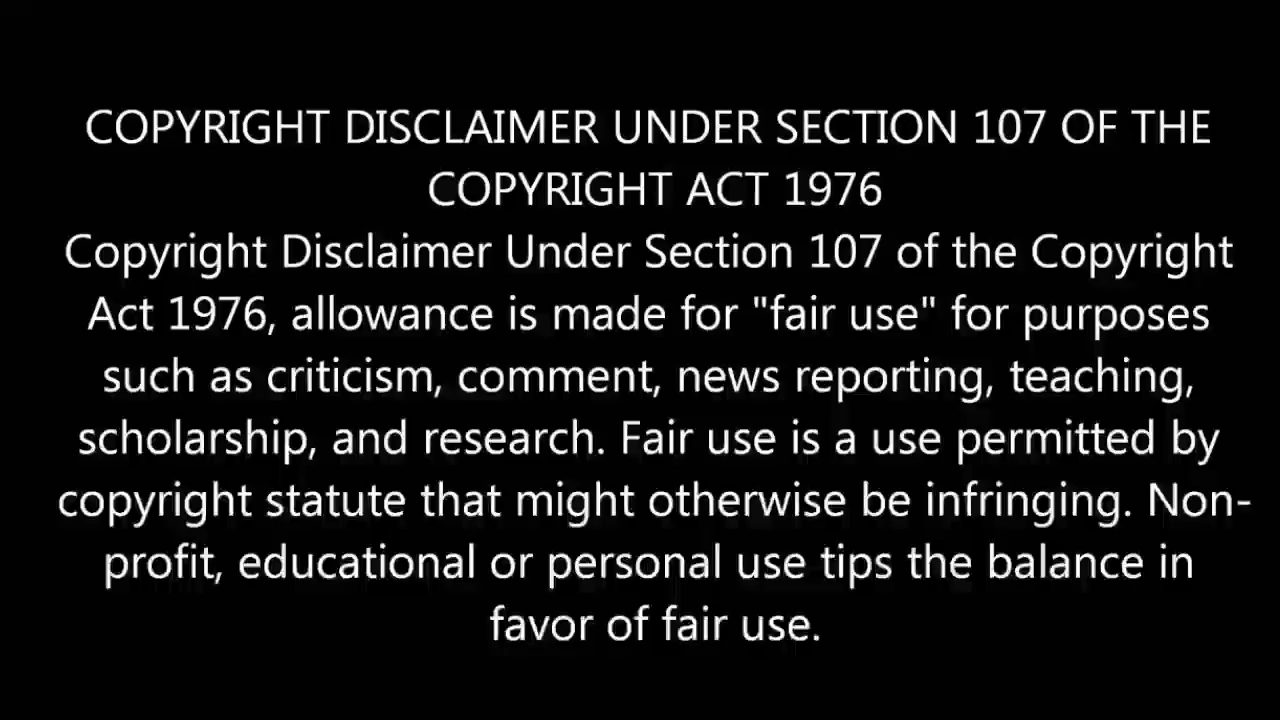 COPYRIGHT DISCLAIMER UNDER SECTION 107 OF THE
COPYRIGHT ACT 1976
Copyright Disclaimer Under Section 107 of the Copyright
Act 1976, allowance is made for "fair use" for purposes
such as criticism, comment, news reporting, teaching,
scholarship, and research. Fair use is a use permitted by
copyright statute that might otherwise be infringing. Non-
profit, educational or personal use tips the balance in
favor of fair use.